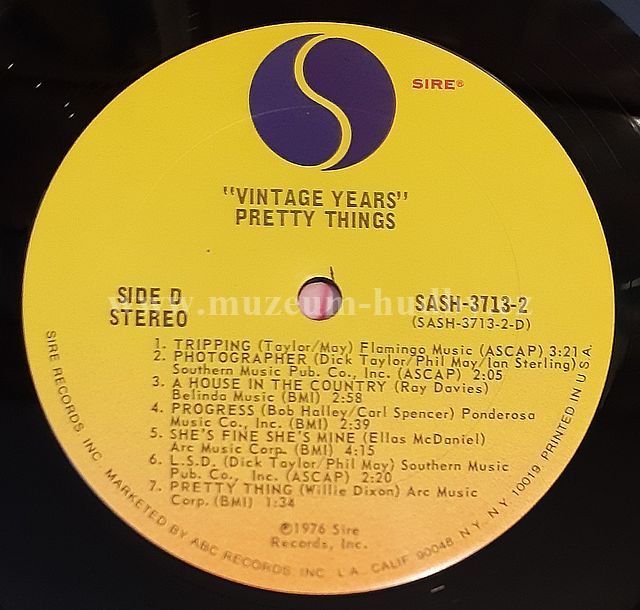 SIRE®
"VINTAGE YEARS"
PRETTY THINGS
SIDE D
STEREO
SASH-3713-2
(SASH-3713-2-D)
1. TRIPPING (Taylor/May) Flamingo Music (ASCAP) 3:21
2. PHOTOGRAPHER (Dick Taylor/Phil May/Ian Sterling)
Southern Music Pub. Co., Inc. (ASCAP) 2:05
3. A HOUSE IN THE COUNTRY (Ray Davies)
Belinda Music (BMI) 2:58
4. PROGRESS (Bob Halley/Carl Spencer) Ponderosa
Music Co., Inc. (BMI) 2:39
5. SHE'S FINE SHE'S MINE (Ellas McDaniel)
Arc Music Corp. (BMI) 4:15
6. L.S.D. (Dick Taylor/Phil May) Southern Music
Pub. Co., Inc. (ASCAP) 2:20
7. PRETTY THING (Willie Dixon) Arc Music
Corp. (BMI) 1:34
℗1976 Sire
Records, Inc.
SIRE RECORDS, INC. MARKETED BY ABC RECORDS, INC. L.A., CALIF. 90048, N.Y., N.Y. 10019. PRINTED IN U.S.A.